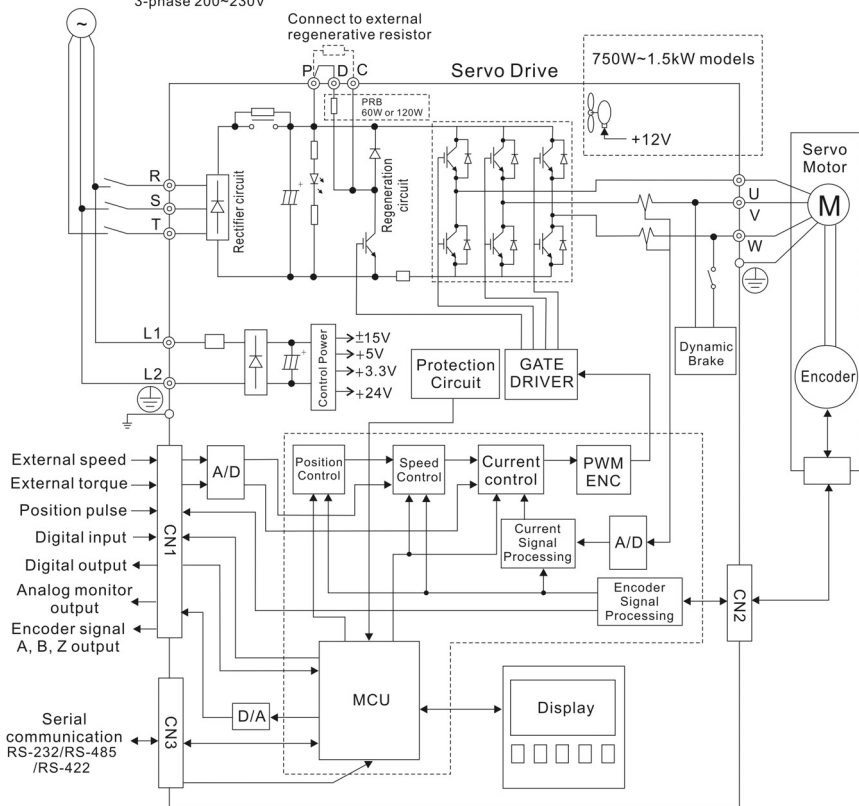 3-phase 200~230V
~
Connect to external
regenerative resistor
P D C
Servo Drive
750W~1.5kW models
+12V
PRB
60W or 120W
Servo
Motor
M
R
S
T
Rectifier circuit
+
Regeneration
circuit
U
V
W
L1
L2
+
Control Power
±15V
+5V
+3.3V
+24V
Protection
Circuit
GATE
DRIVER
Dynamic
Brake
Encoder
External speed
External torque
Position pulse
Digital input
Digital output
Analog monitor
output
Encoder signal
A, B, Z output
CN1
A/D
Position
Control
Speed
Control
Current
control
PWM
ENC
Current
Signal
Processing
A/D
Encoder
Signal
Processing
CN2
MCU
D/A
Display
Serial
communication
RS-232/RS-485
/RS-422
CN3